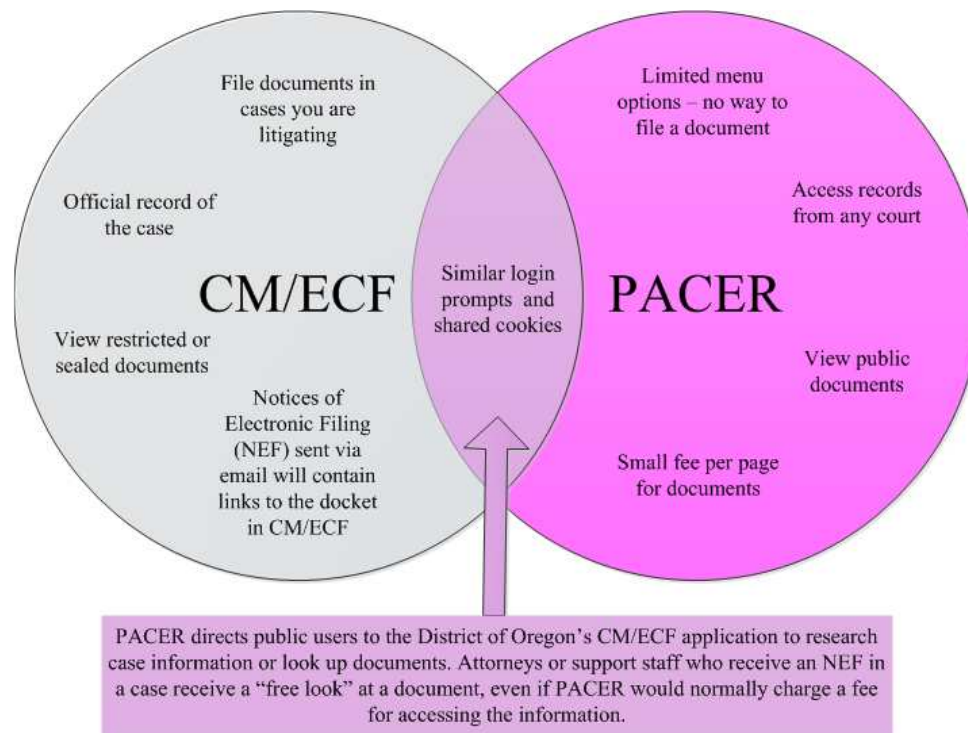 File documents in
cases you are
litigating
Official record of
the case
CM/ECF
View restricted or
sealed documents
Notices of
Electronic Filing
(NEF) sent via
email will contain
links to the docket
in CM/ECF
Similar login
prompts and
shared cookies
Limited menu
options – no way to
file a document
Access records
from any court
PACER
View public
documents
Small fee per page
for documents
PACER directs public users to the District of Oregon’s CM/ECF application to research
case information or look up documents. Attorneys or support staff who receive an NEF in
a case receive a “free look” at a document, even if PACER would normally charge a fee
for accessing the information.